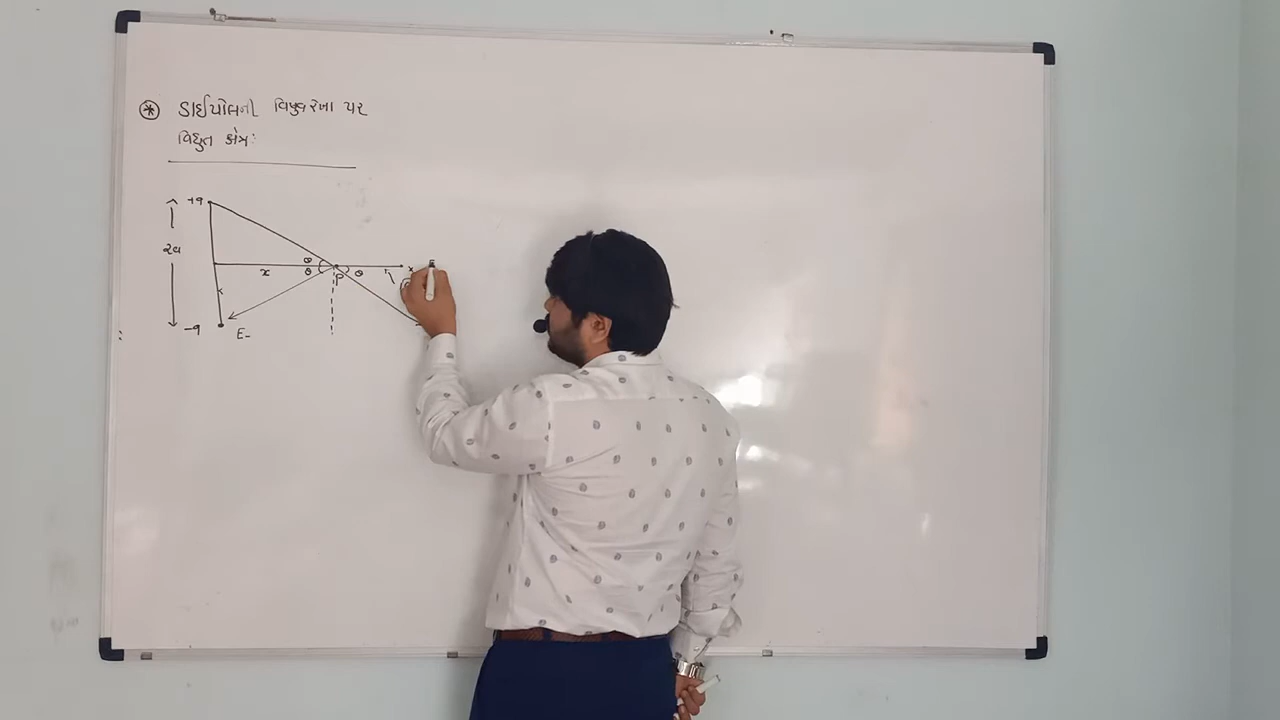 ડાઈપોલની વિષુવરેખા પર
વિદ્યુત ક્ષેત્ર:
+q
2a
θ
θ
x
P
θ
x
-q
E-